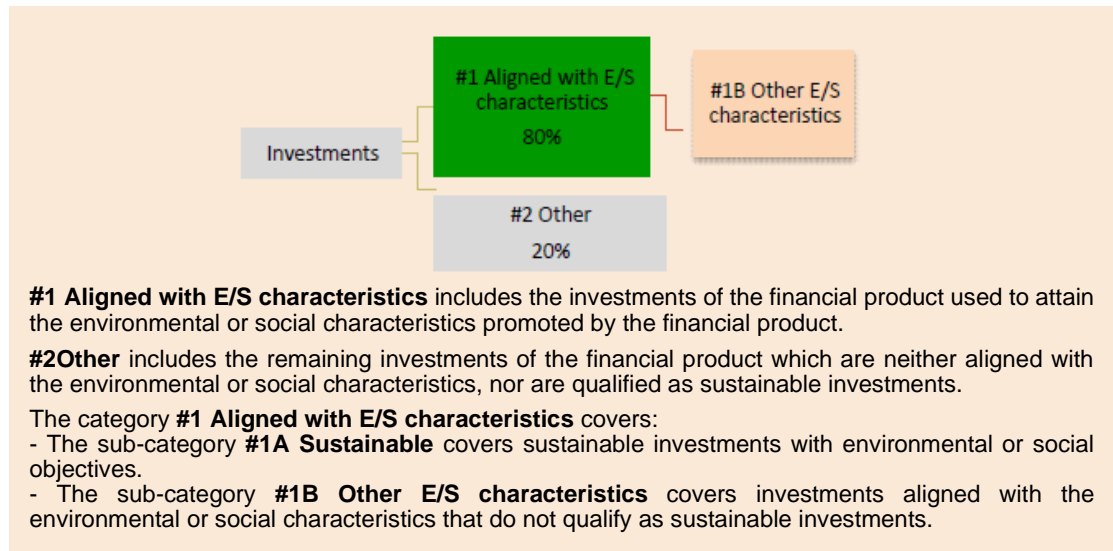 #1 Aligned with E/S
characteristics
80%
#1B Other E/S
characteristics
Investments
#2 Other
20%
#1 Aligned with E/S characteristics includes the investments of the financial product used to attain
the environmental or social characteristics promoted by the financial product.
#2Other includes the remaining investments of the financial product which are neither aligned with
the environmental or social characteristics, nor are qualified as sustainable investments.
The category #1 Aligned with E/S characteristics covers:
- The sub-category #1A Sustainable covers sustainable investments with environmental or social
objectives.
- The sub-category #1B Other E/S characteristics covers investments aligned with the
environmental or social characteristics that do not qualify as sustainable investments.